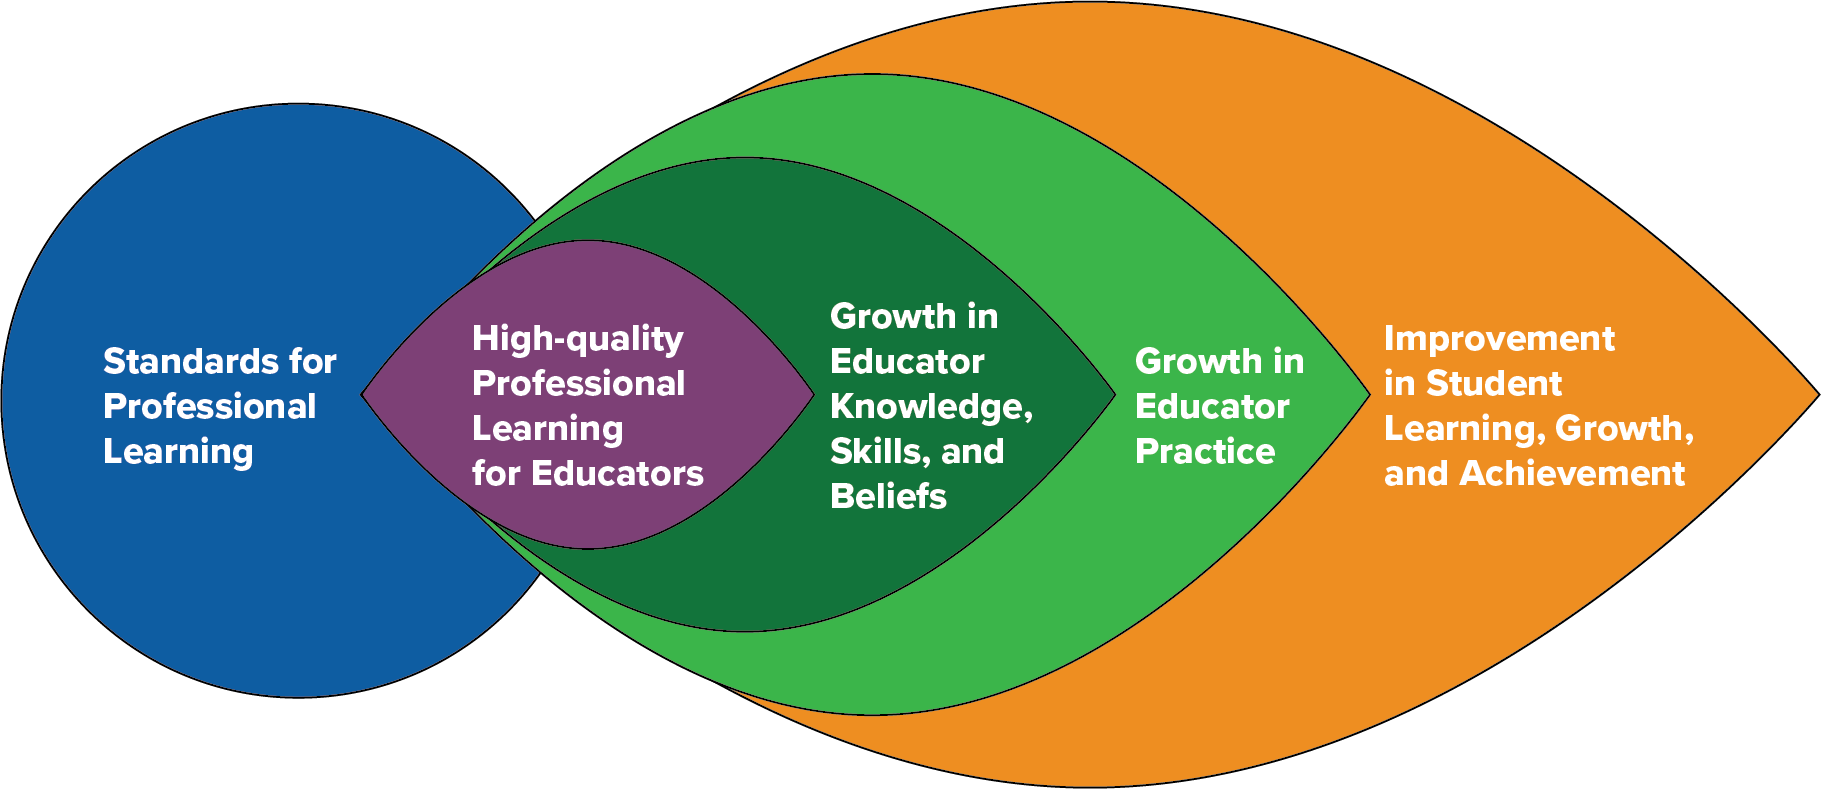 Standards for
Professional
Learning
High-quality
Professional
Learning
for Educators
Growth in
Educator
Knowledge,
Skills, and
Beliefs
Growth in
Educator
Practice
Improvement
in Student
Learning, Growth,
and Achievement